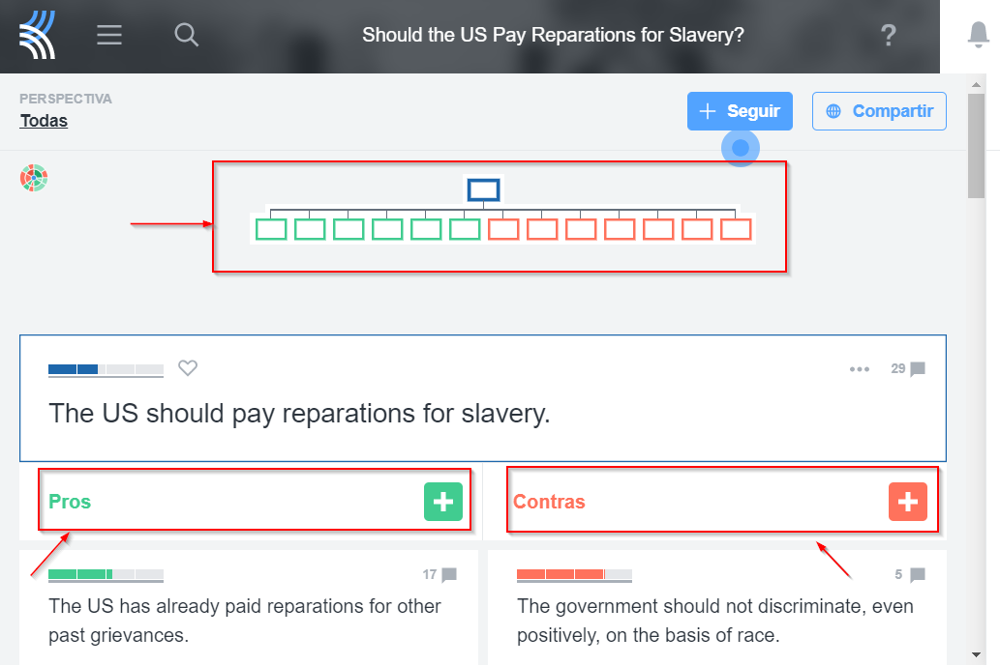 Should the US Pay Reparations for Slavery?
?
PERSPECTIVA
Todas
+ Seguir
Compartir
29
The US should pay reparations for slavery.
Pros
+
Contras
+
17
The US has already paid reparations for other
past grievances.
5
The government should not discriminate, even
positively, on the basis of race.